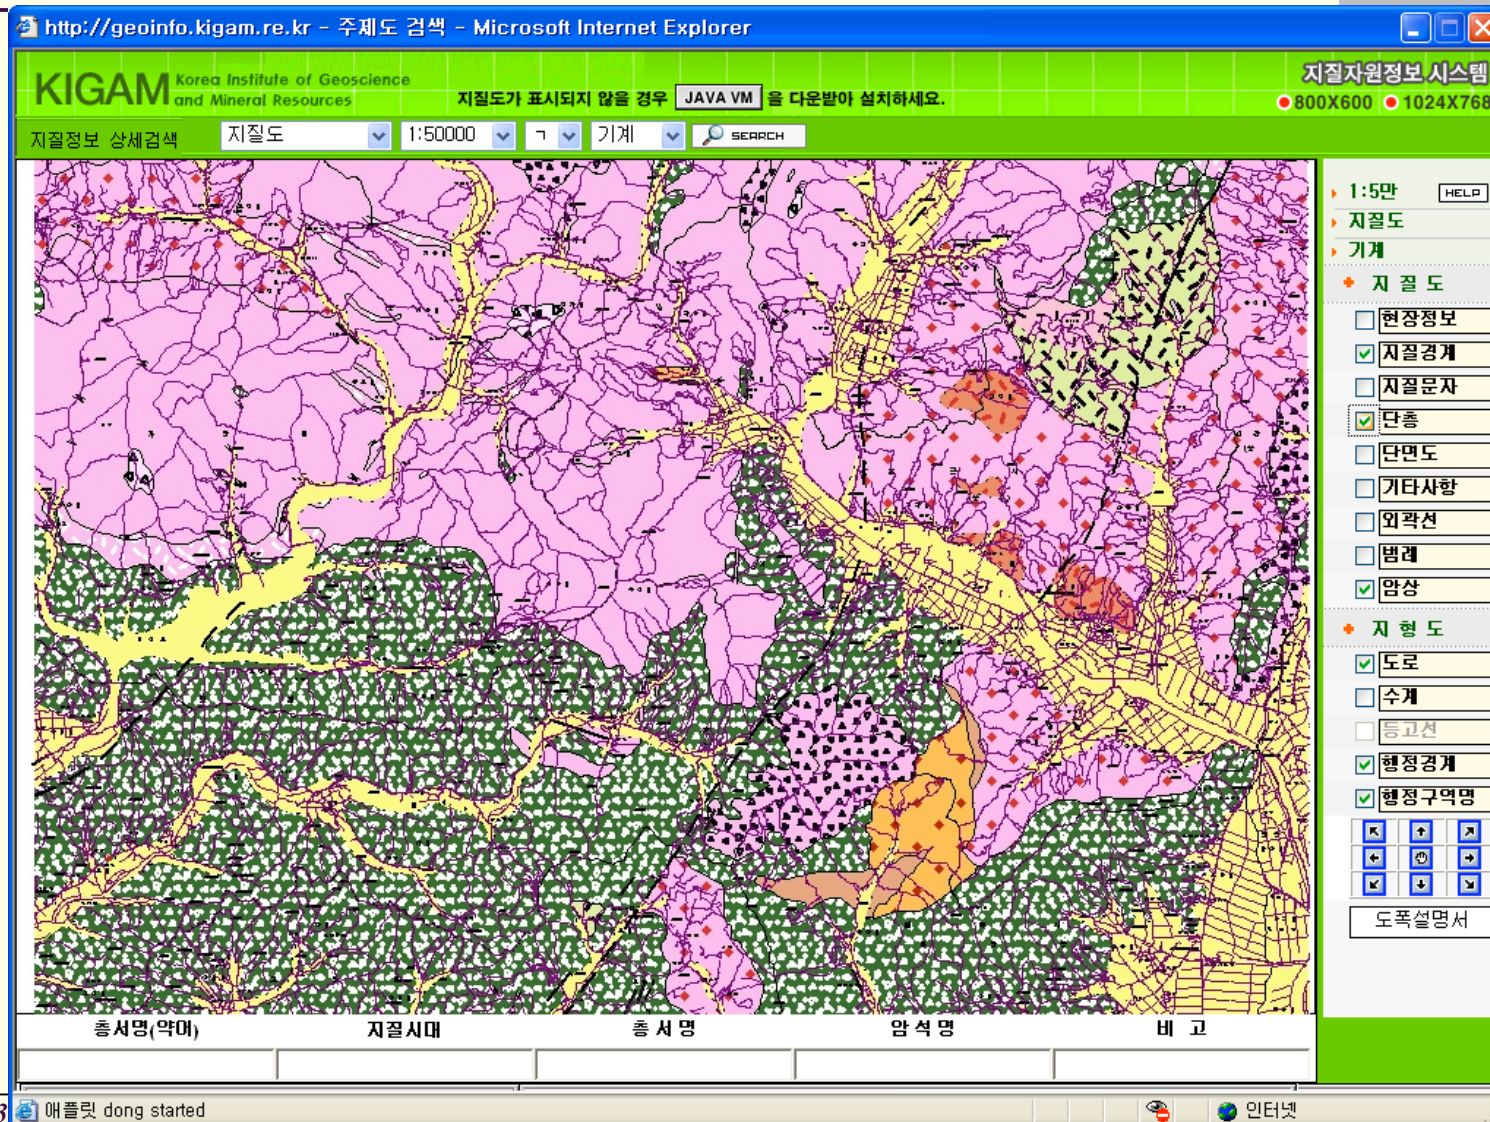 http://geoinfo.kigam.re.kr - 주제도 검색 - Microsoft Internet Explorer
KIGAM Korea Institute of Geoscience and Mineral Resources
지질도가 표시되지 않을 경우 JAVA VM 을 다운받아 설치하세요.
지질자원정보 시스템
800X600 1024X768
지질정보 상세검색 지질도 1:50000 ㄱ 기계 SEARCH
1:5만 HELP
지질도
기계
지 질 도
현장정보
지질경계
지질문자
단층
단면도
기타사항
외곽선
범례
암상
지 형 도
도로
수계
등고선
행정경계
행정구역명
도폭설명서
층서명(약어) 지질시대 층 서 명 암 석 명 비 고
3
애플릿 dong started
인터넷